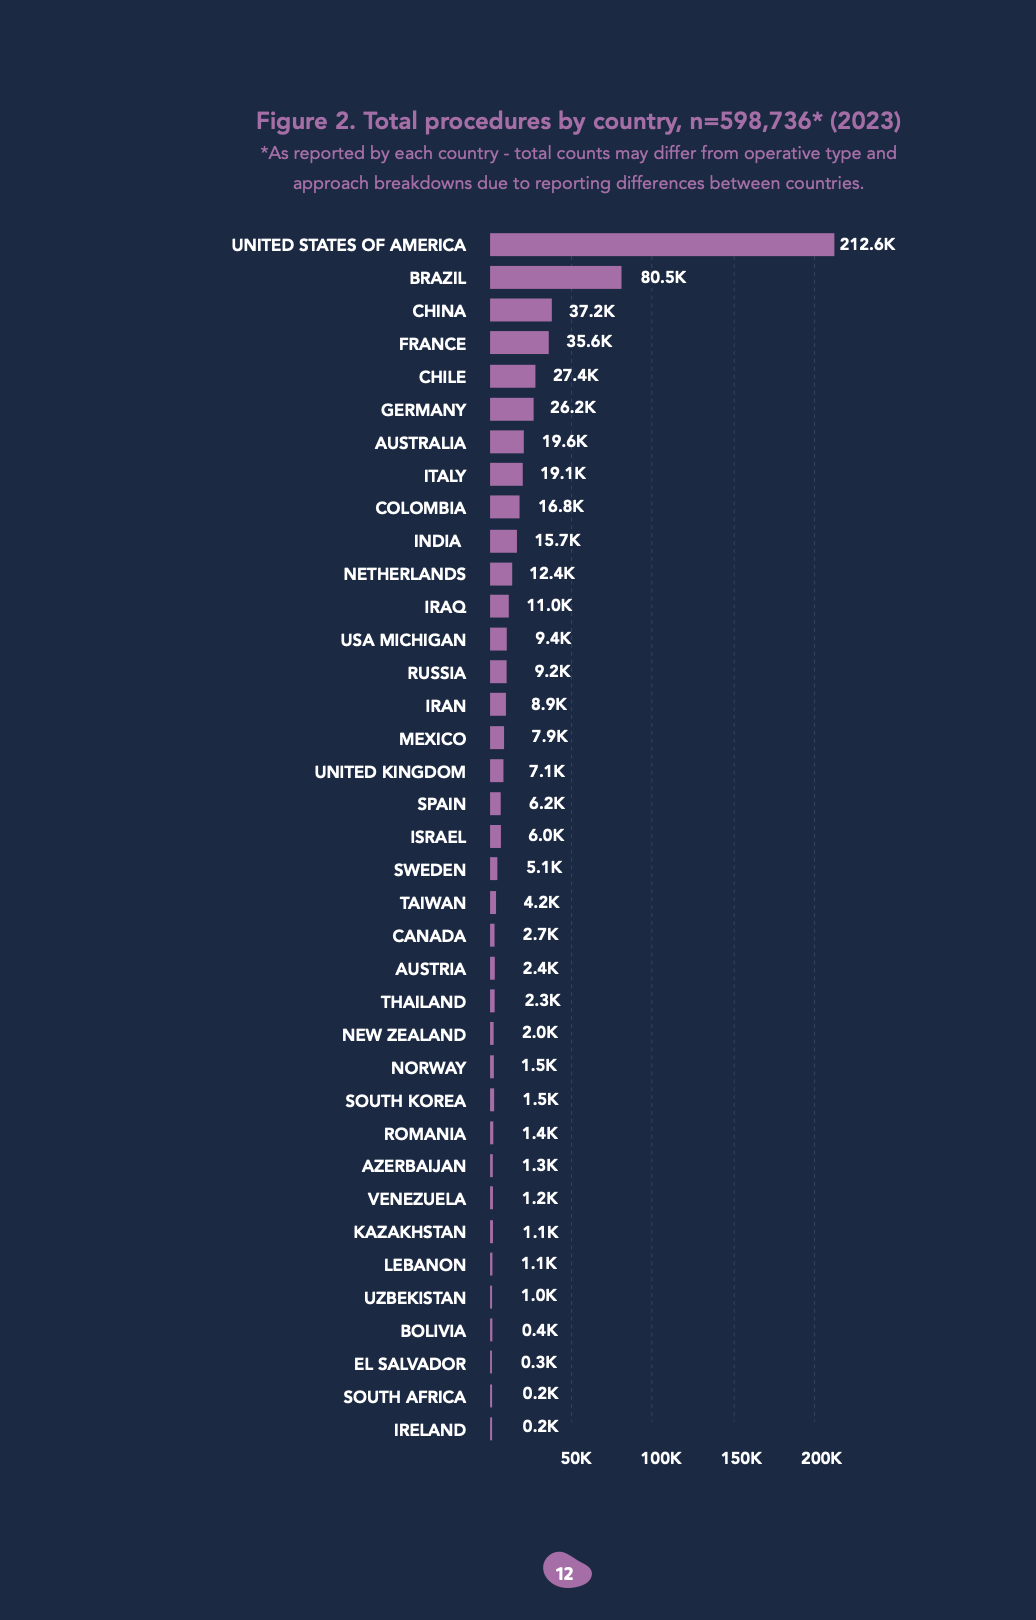 Figure 2. Total procedures by country, n=598,736* (2023)
*As reported by each country - total counts may differ from operative type and
approach breakdowns due to reporting differences between countries.
UNITED STATES OF AMERICA 212.6K
BRAZIL 80.5K
CHINA 37.2K
FRANCE 35.6K
CHILE 27.4K
GERMANY 26.2K
AUSTRALIA 19.6K
ITALY 19.1K
COLOMBIA 16.8K
INDIA 15.7K
NETHERLANDS 12.4K
IRAQ 11.0K
USA MICHIGAN 9.4K
RUSSIA 9.2K
IRAN 8.9K
MEXICO 7.9K
UNITED KINGDOM 7.1K
SPAIN 6.2K
ISRAEL 6.0K
SWEDEN 5.1K
TAIWAN 4.2K
CANADA 2.7K
AUSTRIA 2.4K
THAILAND 2.3K
NEW ZEALAND 2.0K
NORWAY 1.5K
SOUTH KOREA 1.5K
ROMANIA 1.4K
AZERBAIJAN 1.3K
VENEZUELA 1.2K
KAZAKHSTAN 1.1K
LEBANON 1.1K
UZBEKISTAN 1.0K
BOLIVIA 0.4K
EL SALVADOR 0.3K
SOUTH AFRICA 0.2K
IRELAND 0.2K
50K 100K 150K 200K
12